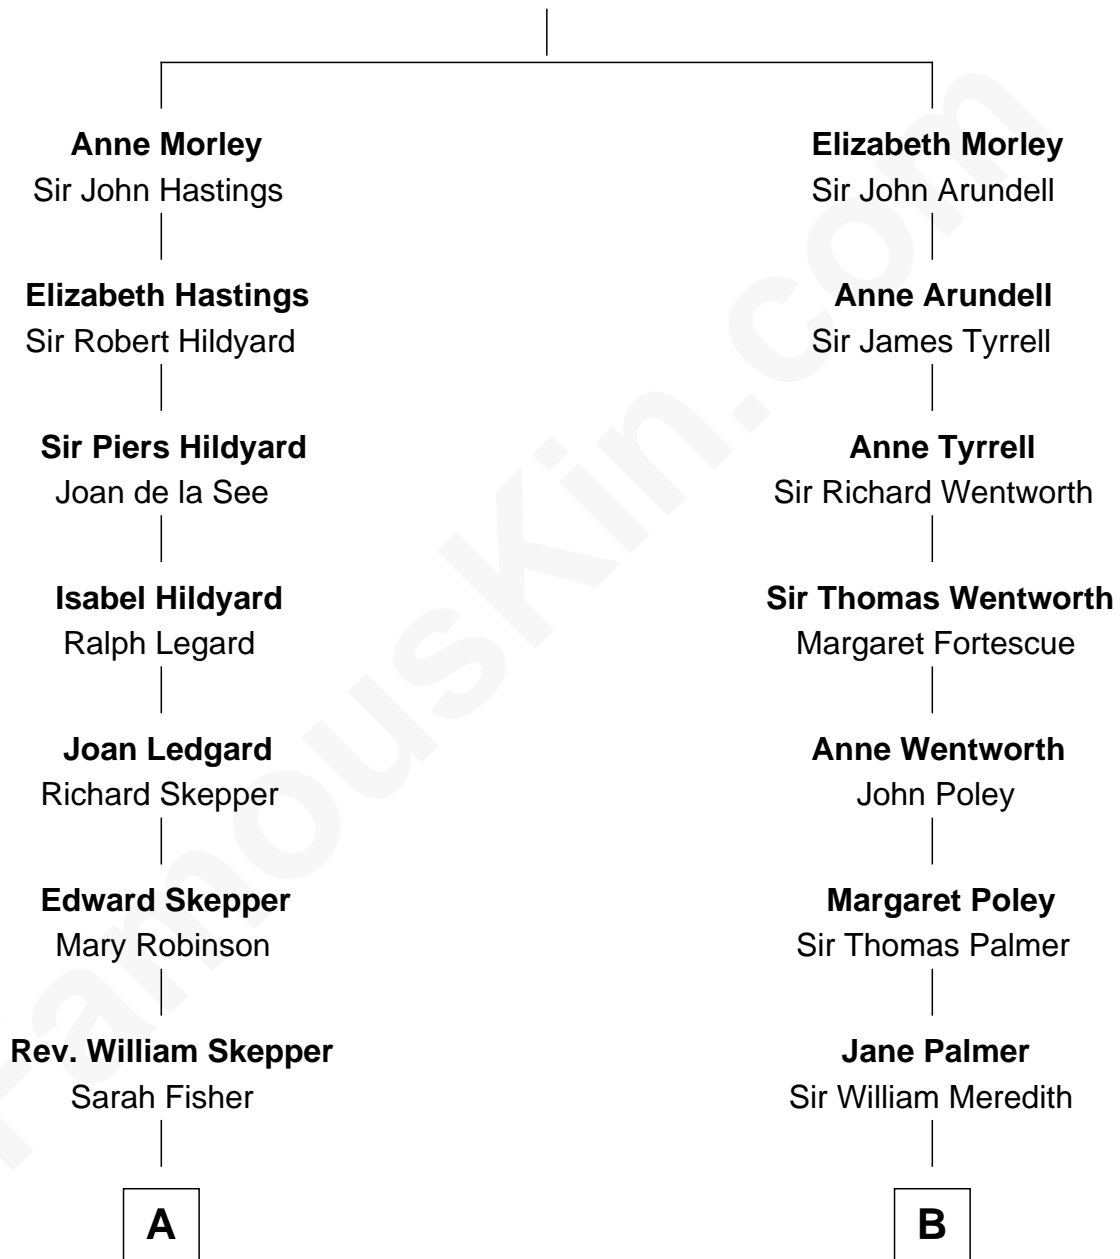 Anne Morley
Sir John Hastings
Elizabeth Hastings
Sir Robert Hildyard
Sir Piers Hildyard
Joan de la See
Isabel Hildyard
Ralph Legard
Joan Ledgard
Richard Skepper
Edward Skepper
Mary Robinson
Rev. William Skepper
Sarah Fisher
A
Elizabeth Morley
Sir John Arundell
Anne Arundell
Sir James Tyrrell
Anne Tyrrell
Sir Richard Wentworth
Sir Thomas Wentworth
Margaret Fortescue
Anne Wentworth
John Poley
Margaret Poley
Sir Thomas Palmer
Jane Palmer
Sir William Meredith
B
FamousKin.com